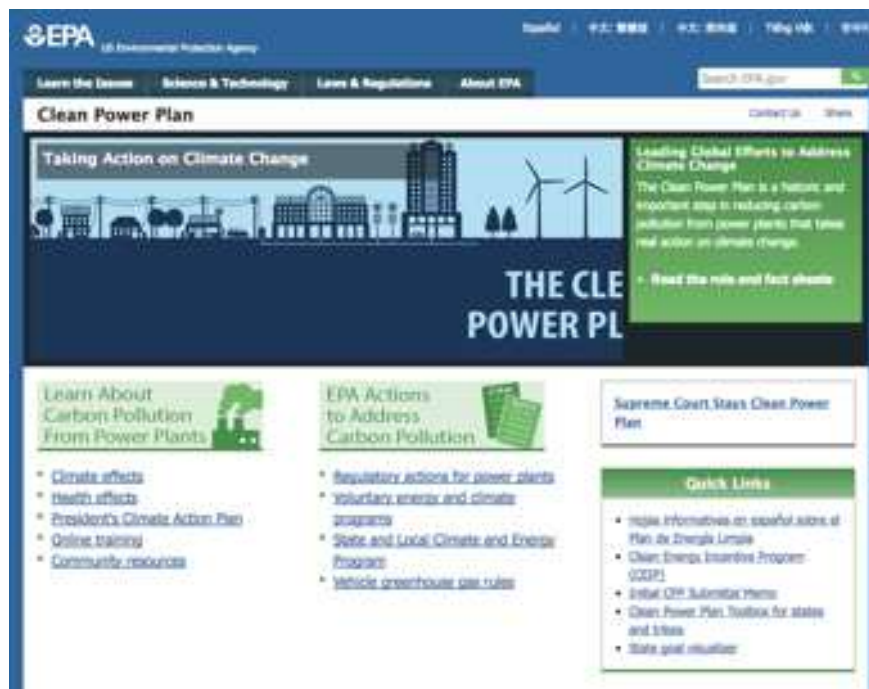 EPA
US Environmental Protection Agency
Español
Tiếng Việt
Learn the Issues
Science & Technology
Laws & Regulations
About EPA
Search EPA.gov
Clean Power Plan
Contact Us
Share
Taking Action on Climate Change
THE CLE
POWER PL
Leading Global Efforts to Address
Climate Change
The Clean Power Plan is a historic and
important step in reducing carbon
pollution from power plants that takes
real action on climate change.
Read the rule and fact sheets
Learn About
Carbon Pollution
From Power Plants
Climate effects
Health effects
President's Climate Action Plan
Online training
Community resources
EPA Actions
to Address
Carbon Pollution
Regulatory actions for power plants
Voluntary energy and climate
programs
State and Local Climate and Energy
Program
Vehicle greenhouse gas rules
Supreme Court Stays Clean Power
Plan
Quick Links
Hojas informativas en español sobre el
Plan de Energía Limpia
Clean Energy Incentive Program
(CEIP)
Initial CPP Submittal Memo
Clean Power Plan Toolbox for states
and tribes
State goal visualizer